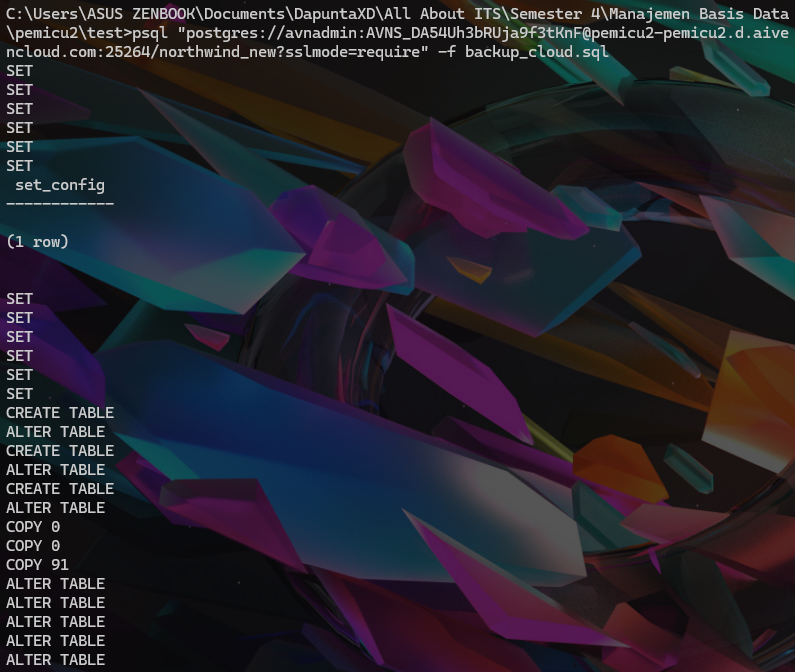 C:\Users\ASUS ZENBOOK\Documents\DapuntaXD\All About ITS\Semester 4\Manajemen Basis Data
\pemicu2\test>psql "postgres://avnadmin:AVNS_DA54Uh3bRUja9f3tKnF@pemicu2-pemicu2.d.aive
ncloud.com:25264/northwind_new?sslmode=require" -f backup_cloud.sql
SET
SET
SET
SET
SET
SET
 set_config
------------

(1 row)


SET
SET
SET
SET
SET
SET
CREATE TABLE
ALTER TABLE
CREATE TABLE
ALTER TABLE
CREATE TABLE
ALTER TABLE
COPY 0
COPY 0
COPY 91
ALTER TABLE
ALTER TABLE
ALTER TABLE
ALTER TABLE
ALTER TABLE